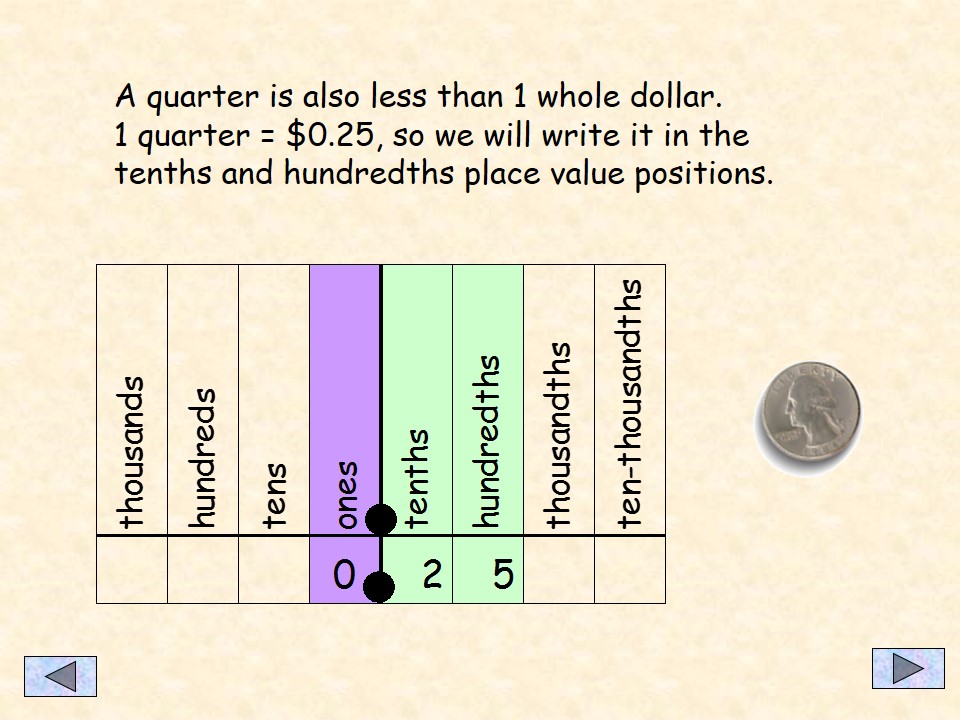 A quarter is also less than 1 whole dollar.
1 quarter = $0.25, so we will write it in the
tenths and hundredths place value positions.
thousands
hundreds
tens
ones
tenths
hundredths
thousandths
ten-thousandths
0 2 5
LIBERTY